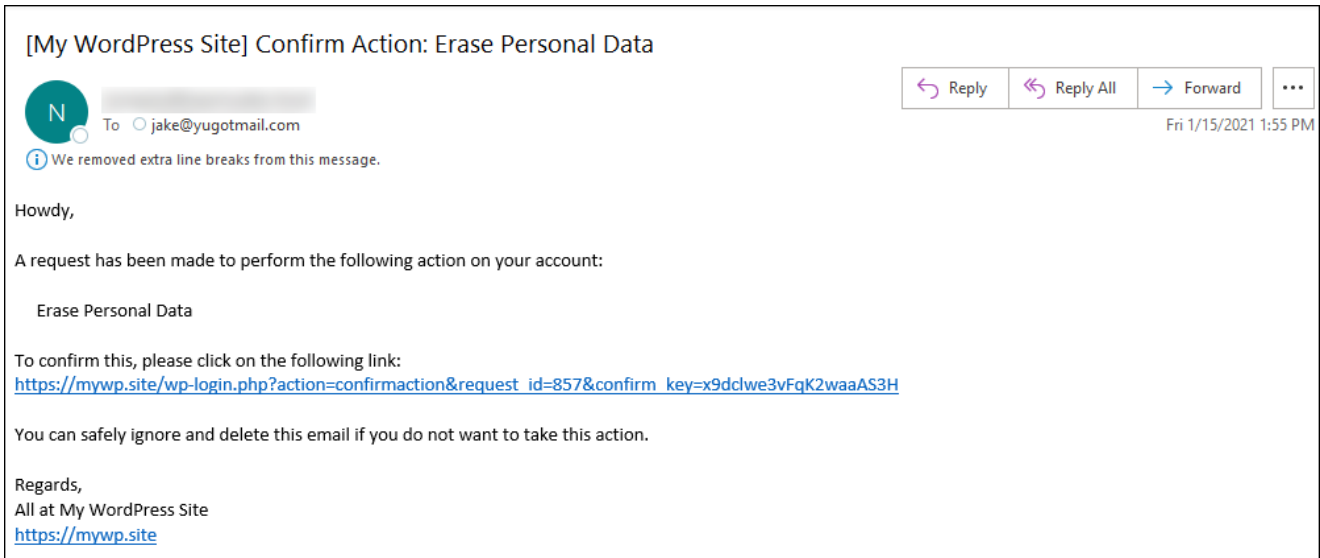 [My WordPress Site] Confirm Action: Erase Personal Data
Reply
Reply All
Forward
N
To jake@yugotmail.com
Fri 1/15/2021 1:55 PM
We removed extra line breaks from this message.
Howdy,
A request has been made to perform the following action on your account:
Erase Personal Data
To confirm this, please click on the following link:
https://mywp.site/wp-login.php?action=confirmaction&request_id=857&confirm_key=x9dclwe3vFqK2waaAS3H
You can safely ignore and delete this email if you do not want to take this action.
Regards,
All at My WordPress Site
https://mywp.site